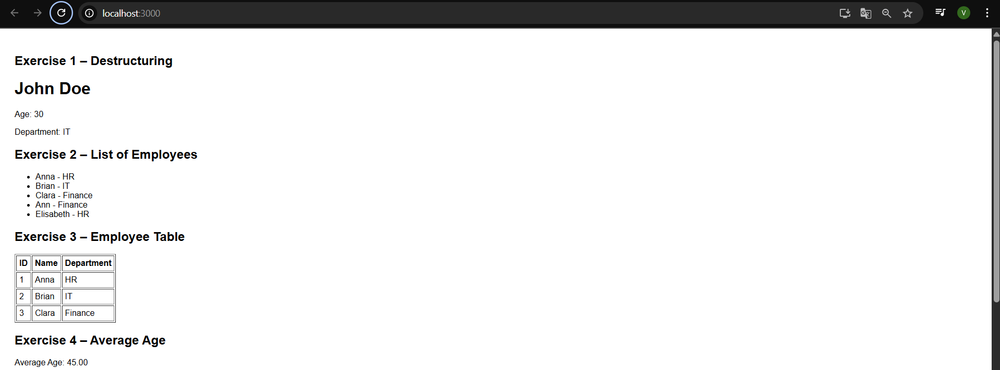 localhost:3000
V
Exercise 1 – Destructuring
John Doe
Age: 30
Department: IT
Exercise 2 – List of Employees
• Anna - HR
• Brian - IT
• Clara - Finance
• Ann - Finance
• Elisabeth - HR
Exercise 3 – Employee Table
ID Name Department
1 Anna HR
2 Brian IT
3 Clara Finance
Exercise 4 – Average Age
Average Age: 45.00